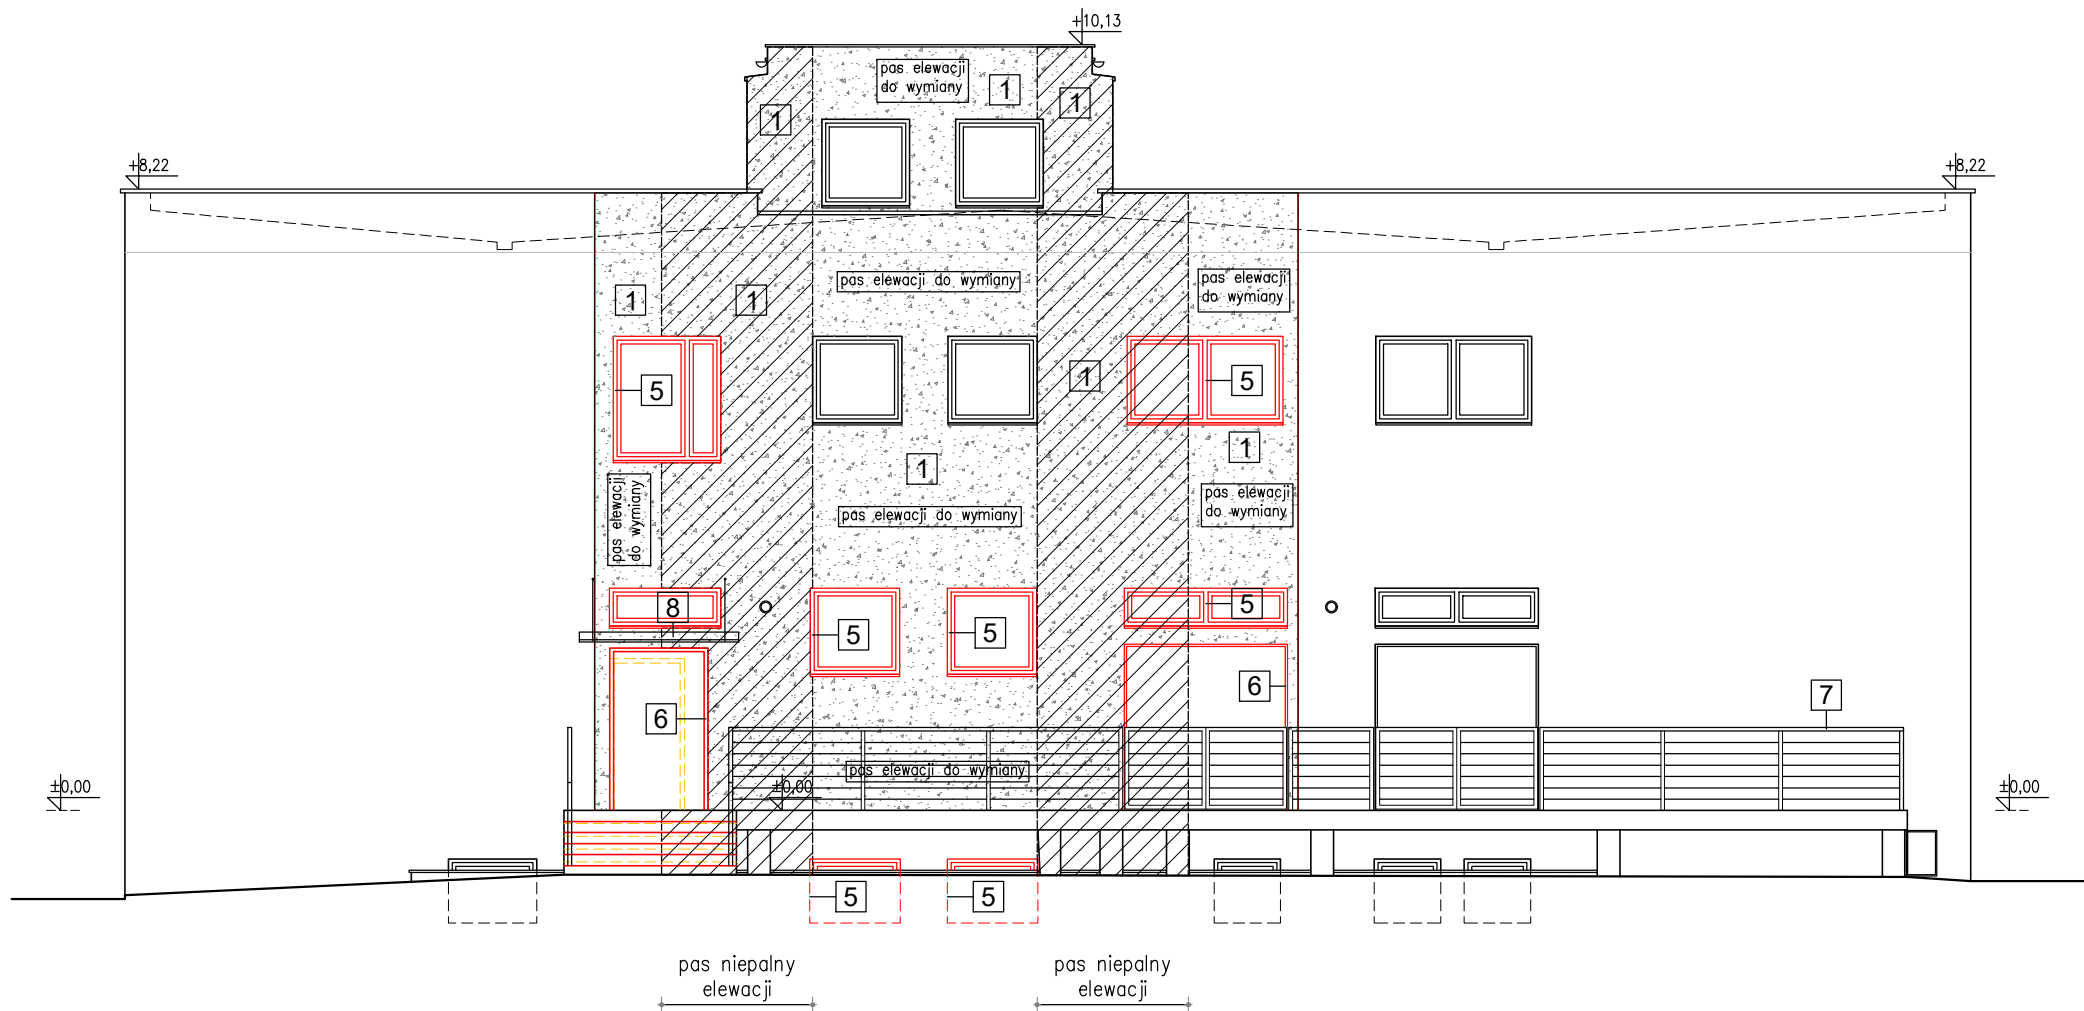 +10,13
pas elewacji
do wymiany
1
1
1
+8,22
+8,22
pas elewacji do wymiany
pas elewacji
do wymiany
1
1
5
1
5
1
1
pas elewacji
do wymiany
pas elewacji do wymiany
pas elewacji
do wymiany
8
5
5
5
6
6
7
pas elewacji do wymiany
±0,00
±0,00
±0,00
5
5
pas niepalny
elewacji
pas niepalny
elewacji